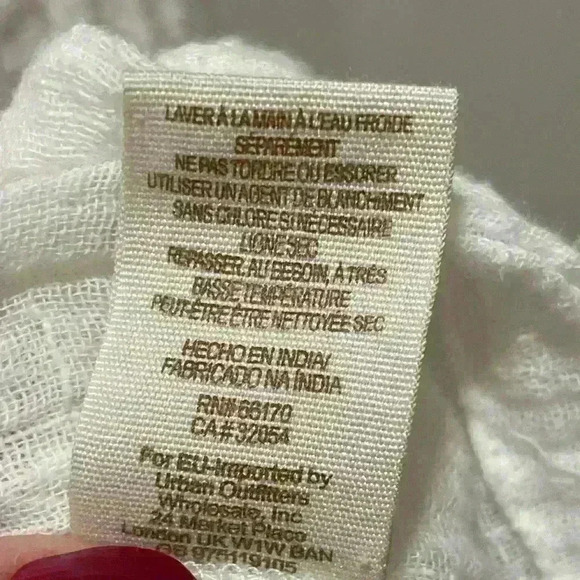 LAVER À LA MAIN À L'EAU FROIDE
SÉPARÉMENT
NE PAS TORDRE OU ESSORER
UTILISER UN AGENT DE BLANCHIMENT
SANS CHLORE SI NÉCESSAIRE
LIGNE SEC
REPASSER, AU BESOIN, À TRÈS
BASSE TEMPÉRATURE
PEUT-ÊTRE ÊTRE NETTOYÉE SEC
HECHO EN INDIA/
FABRICADO NA ÍNDIA
RN#66170
CA#32054
For EU-Imported by
Urban Outfitters
Wholesale, Inc
24 Market Place
London UK W1W 8AN
GB 975119105